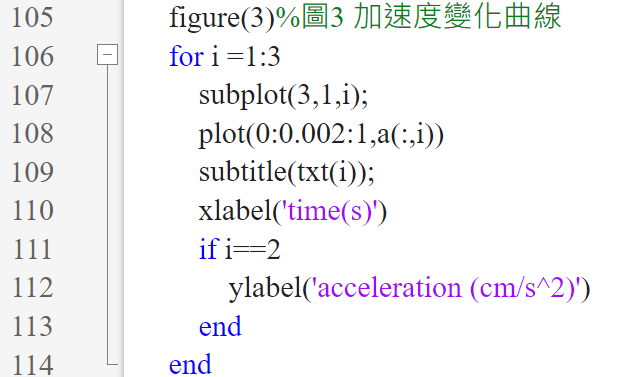 105 figure(3)%圖3 加速度變化曲線
106 for i =1:3
107 subplot(3,1,i);
108 plot(0:0.002:1,a(:,i))
109 subtitle(txt(i));
110 xlabel('time(s)')
111 if i==2
112 ylabel('acceleration (cm/s^2)')
113 end
114 end